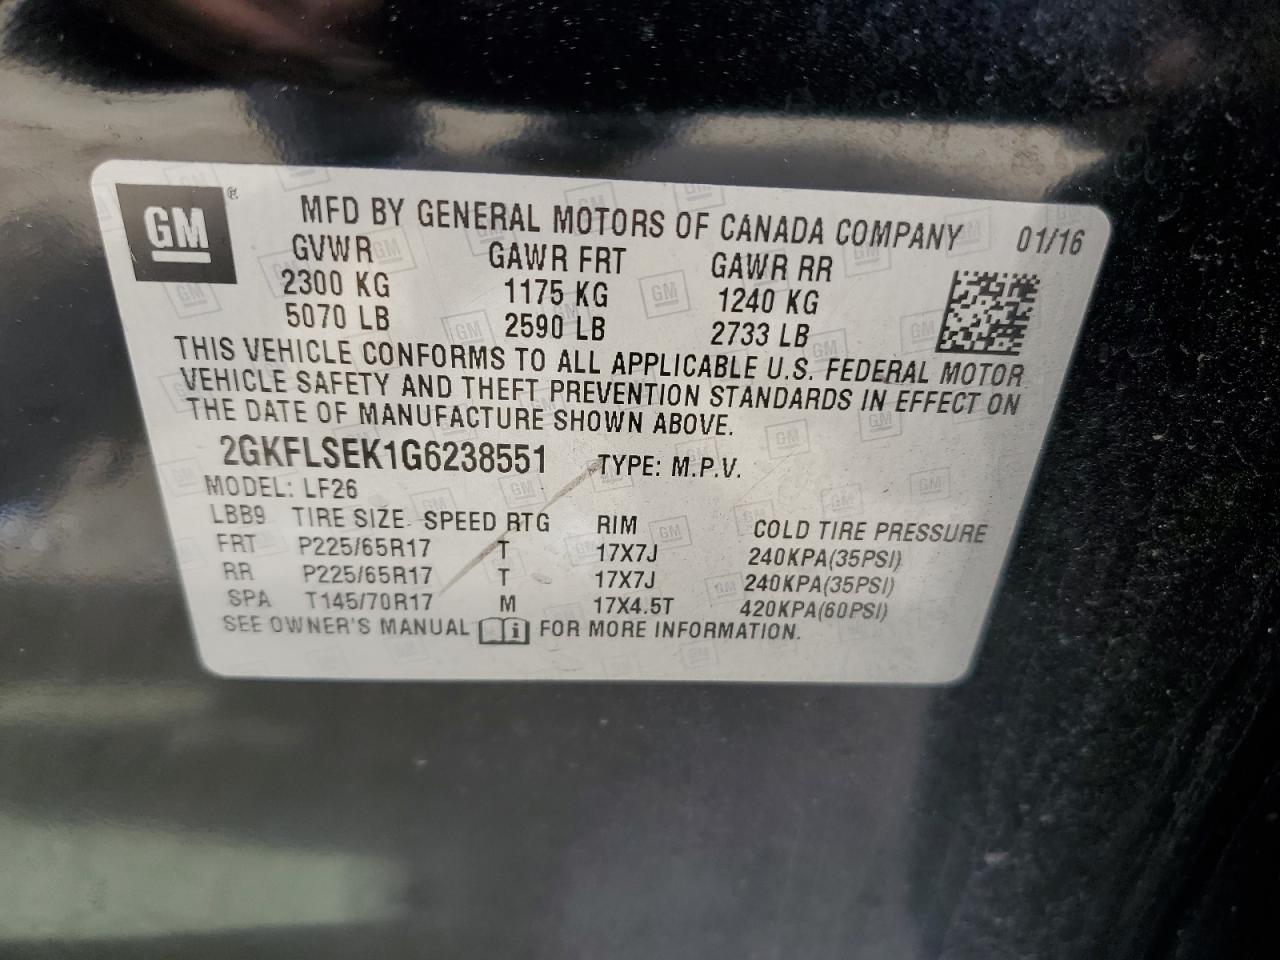 GM ® MFD BY GENERAL MOTORS OF CANADA COMPANY 01/16
GVWR GAWR FRT GAWR RR
2300 KG 1175 KG 1240 KG
5070 LB 2590 LB 2733 LB
THIS VEHICLE CONFORMS TO ALL APPLICABLE U.S. FEDERAL MOTOR
VEHICLE SAFETY AND THEFT PREVENTION STANDARDS IN EFFECT ON
THE DATE OF MANUFACTURE SHOWN ABOVE.
2GKFLSEK1G6238551 TYPE: M.P.V.
MODEL: LF26
LBB9 TIRE SIZE SPEED RTG RIM COLD TIRE PRESSURE
FRT P225/65R17 T 17X7J 240KPA(35PSI)
RR P225/65R17 T 17X7J 240KPA(35PSI)
SPA T145/70R17 M 17X4.5T 420KPA(60PSI)
SEE OWNER'S MANUAL i FOR MORE INFORMATION.